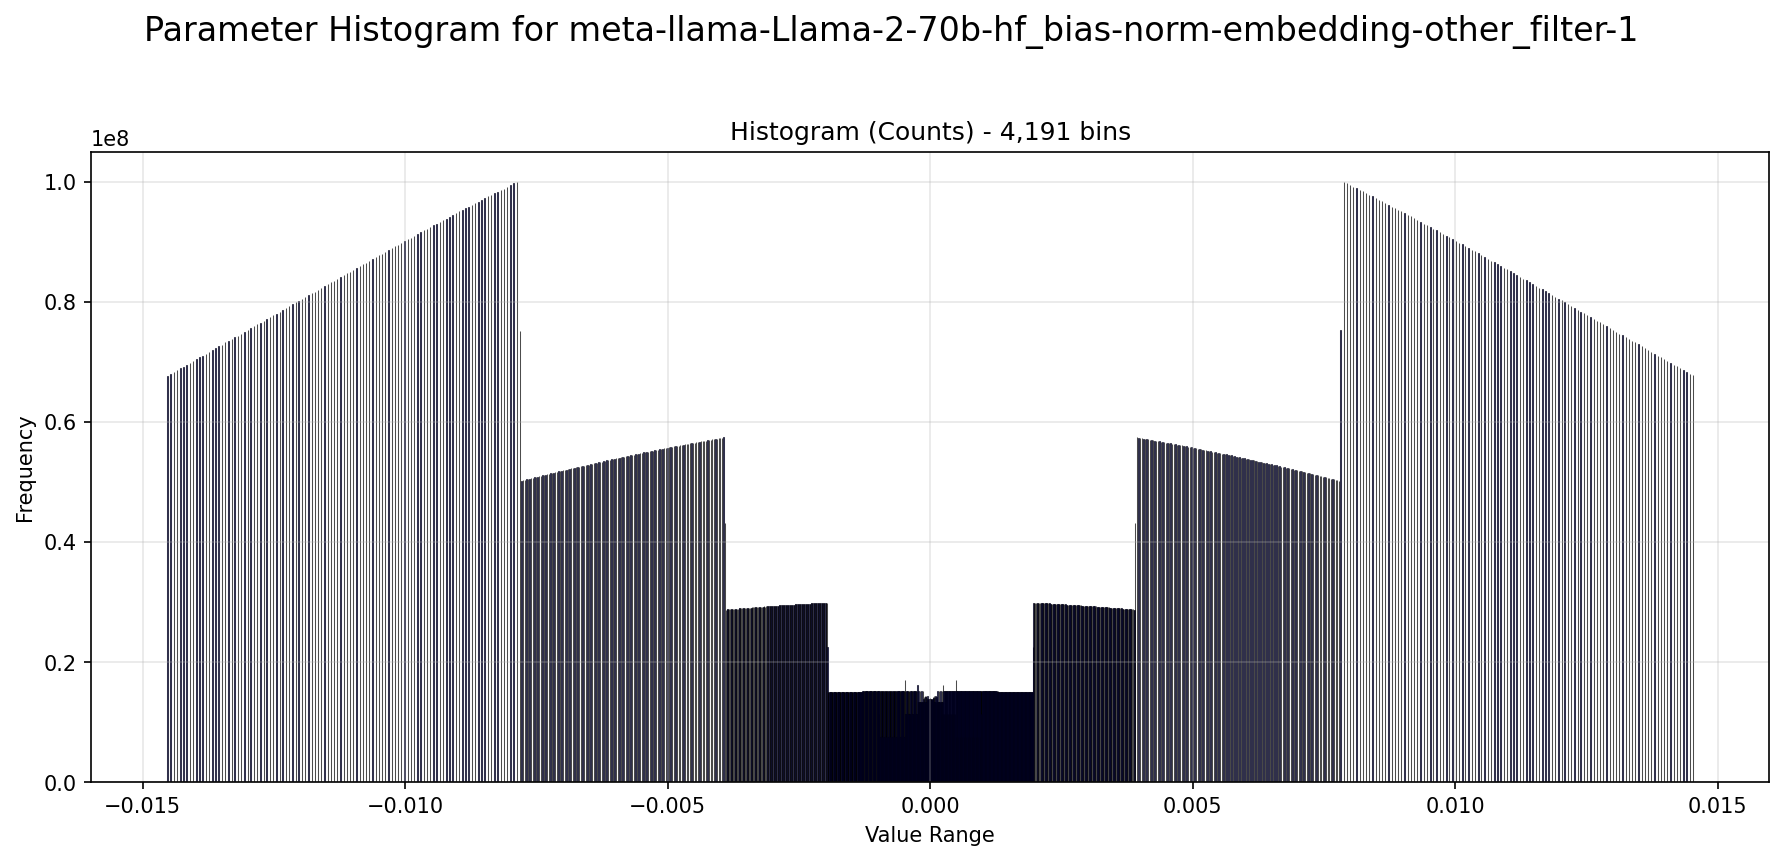 Parameter Histogram for meta-llama-Llama-2-70b-hf_bias-norm-embedding-other_filter-1
Histogram (Counts) - 4,191 bins
1e8
1.0
0.8
0.6
0.4
0.2
0.0
Frequency
−0.015 −0.010 −0.005 0.000 0.005 0.010 0.015
Value Range